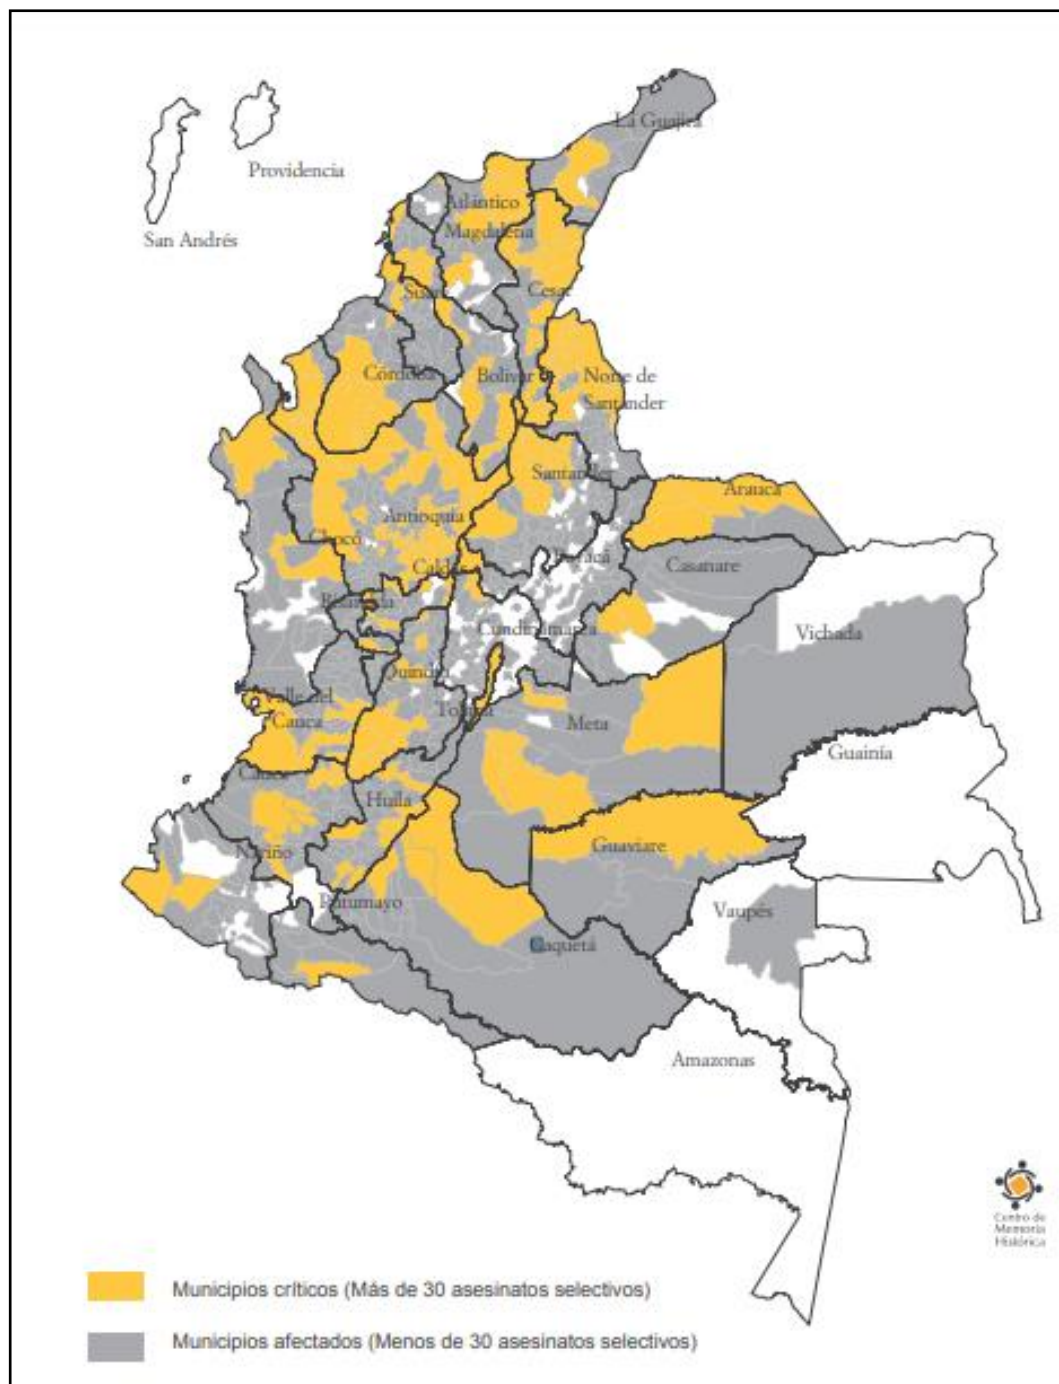 La Guajira
Providencia
Atlántico
San Andrés
Magdalena
Cesar
Sucre
Córdoba
Bolívar
Norte de
Santander
Santander
Arauca
Antioquia
Chocó
Caldas
Boyacá
Casanare
Risaralda
Cundinamarca
Vichada
Quindío
Valle del
Cauca
Tolima
Meta
Guainía
Cauca
Huila
Nariño
Guaviare
Putumayo
Vaupés
Caquetá
Amazonas
Centro de
Memoria
Histórica
Municipios críticos (Más de 30 asesinatos selectivos)
Municipios afectados (Menos de 30 asesinatos selectivos)